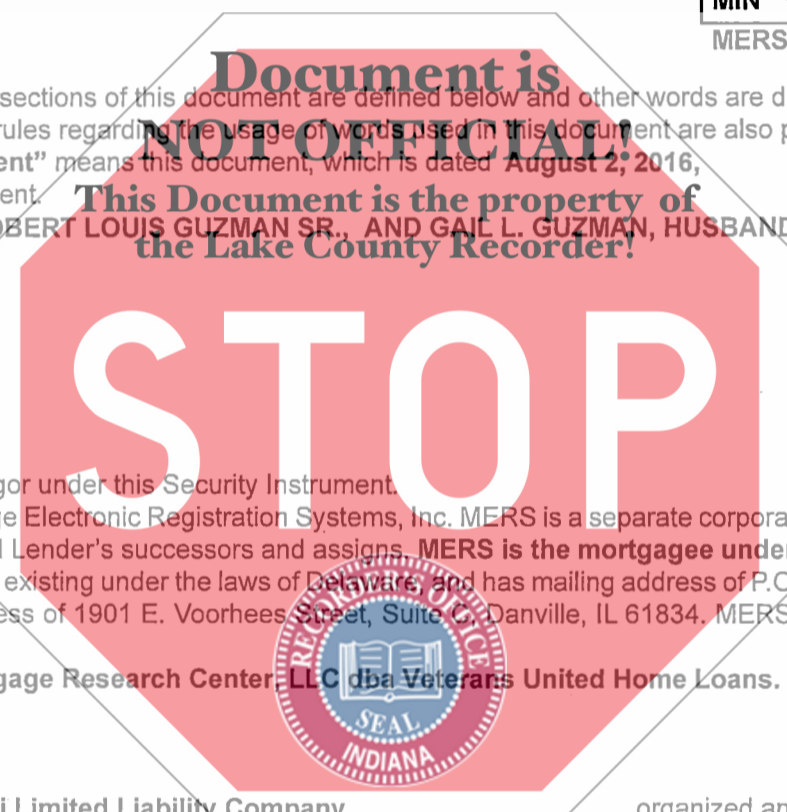 MIN
MERS
Document is
sections of this document are defined below and other words are d
rules regarding the usage of words used in this document are also p
NOT OFFICIAL!
ent” means this document, which is dated August 2, 2016,
ent.
This Document is the property of
OBERT LOUIS GUZMAN SR., AND GAIL L. GUZMAN, HUSBAND
the Lake County Recorder!
STOP
gor under this Security Instrument.
ge Electronic Registration Systems, Inc. MERS is a separate corpora
Lender's successors and assigns. MERS is the mortgagee under
existing under the laws of Delaware, and has mailing address of P.O
ess of 1901 E. Voorhees Street, Suite C, Danville, IL 61834. MERS
RECORDER'S OFFICE
gage Research Center, LLC dba Veterans United Home Loans.
SEAL
INDIANA
i Limited Liability Company
organized an